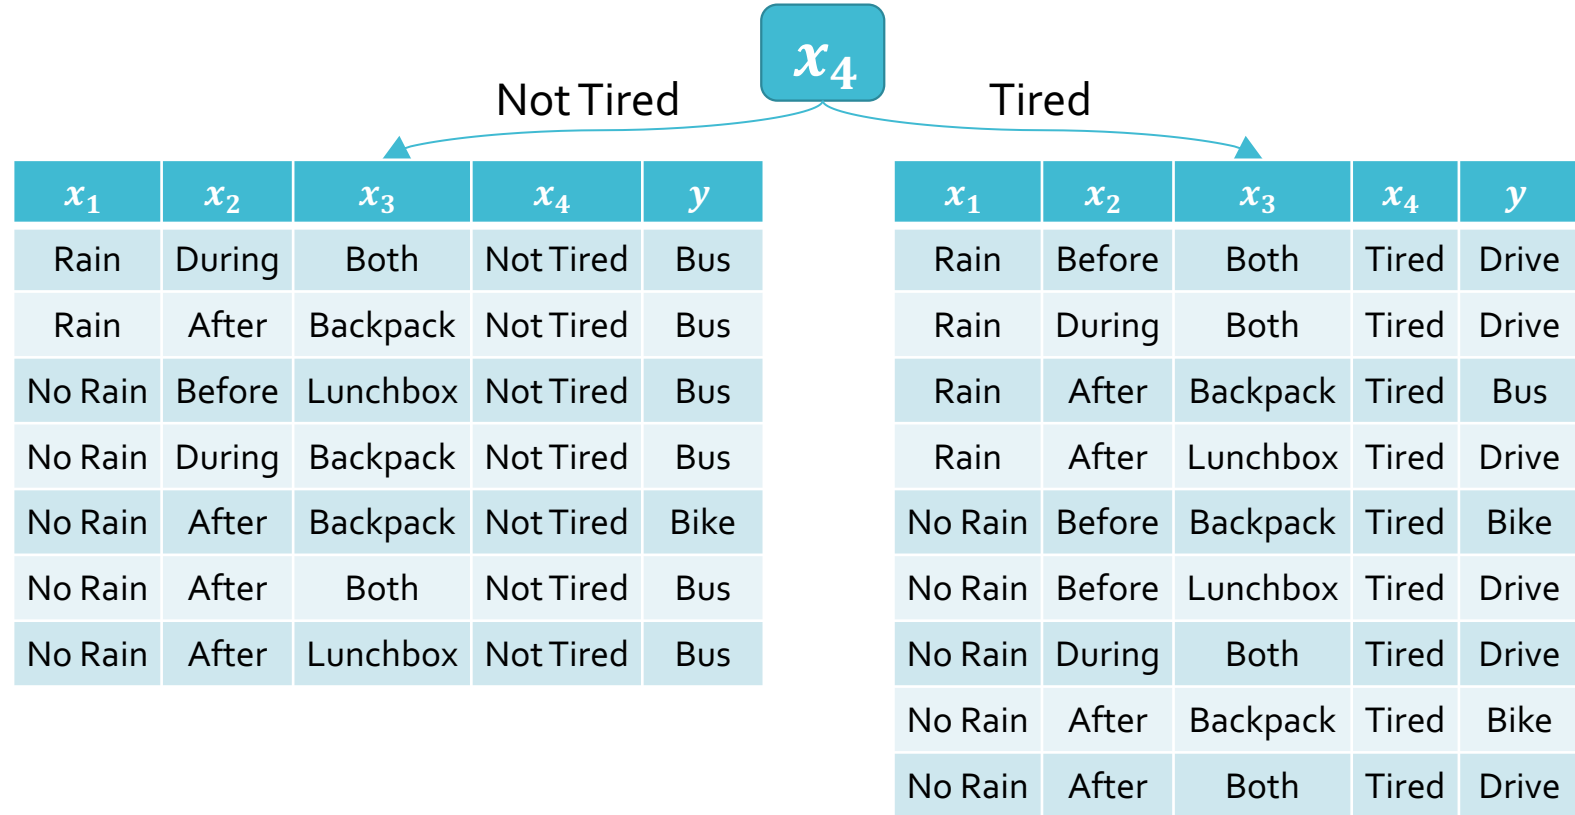 x₄
Not Tired Tired
x₁ x₂ x₃ x₄ y
Rain During Both Not Tired Bus
Rain After Backpack Not Tired Bus
No Rain Before Lunchbox Not Tired Bus
No Rain During Backpack Not Tired Bus
No Rain After Backpack Not Tired Bike
No Rain After Both Not Tired Bus
No Rain After Lunchbox Not Tired Bus
x₁ x₂ x₃ x₄ y
Rain Before Both Tired Drive
Rain During Both Tired Drive
Rain After Backpack Tired Bus
Rain After Lunchbox Tired Drive
No Rain Before Backpack Tired Bike
No Rain Before Lunchbox Tired Drive
No Rain During Both Tired Drive
No Rain After Backpack Tired Bike
No Rain After Both Tired Drive